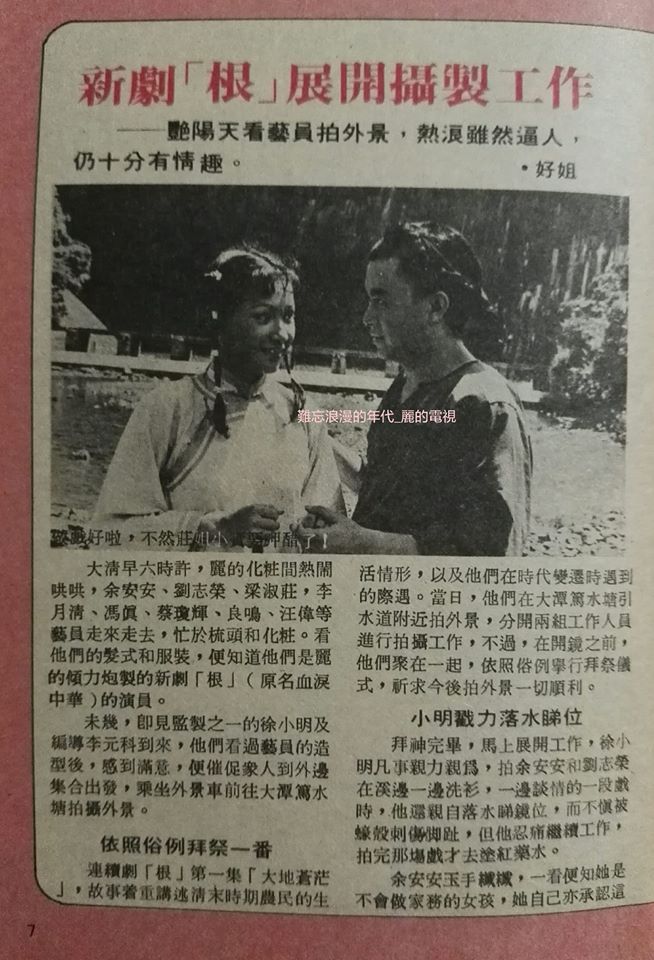 新劇「根」展開攝製工作
——艷陽天看藝員拍外景，熱浪雖然逼人，
仍十分有情趣。
•好姐
難忘浪漫的年代_麗的電視
好啦，不然莊姐小寶要呷醋了！
大清早六時許，麗的化粧間熱鬧
哄哄，余安安、劉志榮、梁淑莊，李
月清、馮眞、蔡瓊輝、良鳴、汪偉等
藝員走來走去，忙於梳頭和化粧。看
他們的髮式和服裝，便知道他們是麗
的傾力炮製的新劇「根」（原名血淚
中華）的演員。
未幾，卽見監製之一的徐小明及
編導李元科到來，他們看過藝員的造
型後，感到滿意，便催促衆人到外邊
集合出發，乘坐外景車前往大潭篤水
塘拍攝外景。
依照俗例拜祭一番
連續劇「根」第一集「大地蒼茫
」，故事着重講述清末時期農民的生
活情形，以及他們在時代變遷時遇到
的際遇。當日，他們在大潭篤水塘引
水道附近拍外景，分開兩組工作人員
進行拍攝工作，不過，在開鏡之前，
他們聚在一起，依照俗例舉行拜祭儀
式，祈求今後拍外景一切順利。
小明戳力落水睇位
拜神完畢，馬上展開工作，徐小
明凡事親力親爲，拍余安安和劉志榮
在溪邊一邊洗衫，一邊談情的一段戲
時，他還親自落水睇鏡位，而不愼被
蠔殼刺傷脚趾，但他忍痛繼續工作，
拍完那塲戲才去塗紅藥水。
余安安玉手纖纖，一看便知她是
不會做家務的女孩，她自己亦承認這
7